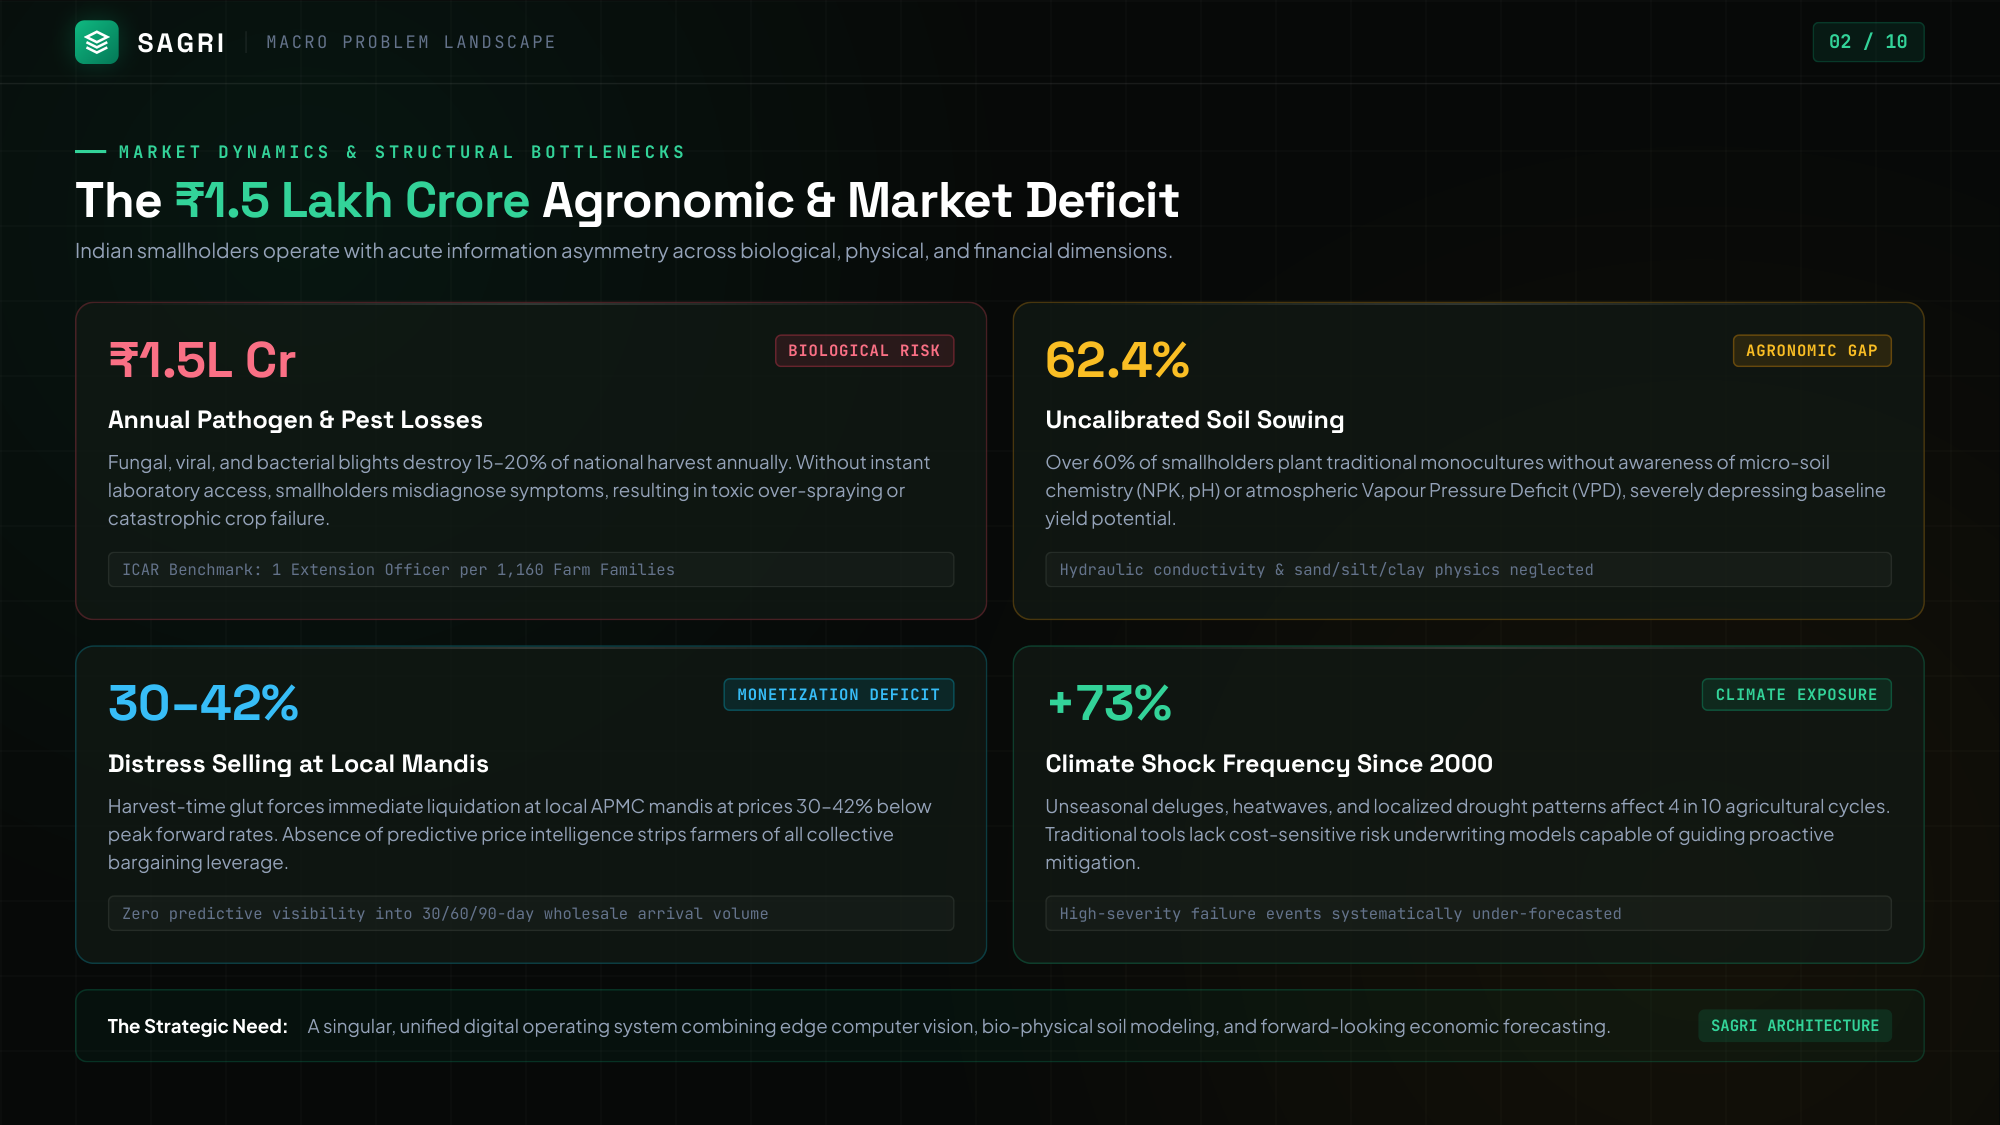 SAGRI
MACRO PROBLEM LANDSCAPE
02 / 10
MARKET DYNAMICS & STRUCTURAL BOTTLENECKS
The ₹1.5 Lakh Crore Agronomic & Market Deficit
Indian smallholders operate with acute information asymmetry across biological, physical, and financial dimensions.
₹1.5L Cr
BIOLOGICAL RISK
Annual Pathogen & Pest Losses
Fungal, viral, and bacterial blights destroy 15–20% of national harvest annually. Without instant
laboratory access, smallholders misdiagnose symptoms, resulting in toxic over-spraying or
catastrophic crop failure.
ICAR Benchmark: 1 Extension Officer per 1,160 Farm Families
62.4%
AGRONOMIC GAP
Uncalibrated Soil Sowing
Over 60% of smallholders plant traditional monocultures without awareness of micro-soil
chemistry (NPK, pH) or atmospheric Vapour Pressure Deficit (VPD), severely depressing baseline
yield potential.
Hydraulic conductivity & sand/silt/clay physics neglected
30–42%
MONETIZATION DEFICIT
Distress Selling at Local Mandis
Harvest-time glut forces immediate liquidation at local APMC mandis at prices 30–42% below
peak forward rates. Absence of predictive price intelligence strips farmers of all collective
bargaining leverage.
Zero predictive visibility into 30/60/90-day wholesale arrival volume
+73%
CLIMATE EXPOSURE
Climate Shock Frequency Since 2000
Unseasonal deluges, heatwaves, and localized drought patterns affect 4 in 10 agricultural cycles.
Traditional tools lack cost-sensitive risk underwriting models capable of guiding proactive
mitigation.
High-severity failure events systematically under-forecasted
The Strategic Need: A singular, unified digital operating system combining edge computer vision, bio-physical soil modeling, and forward-looking economic forecasting.
SAGRI ARCHITECTURE